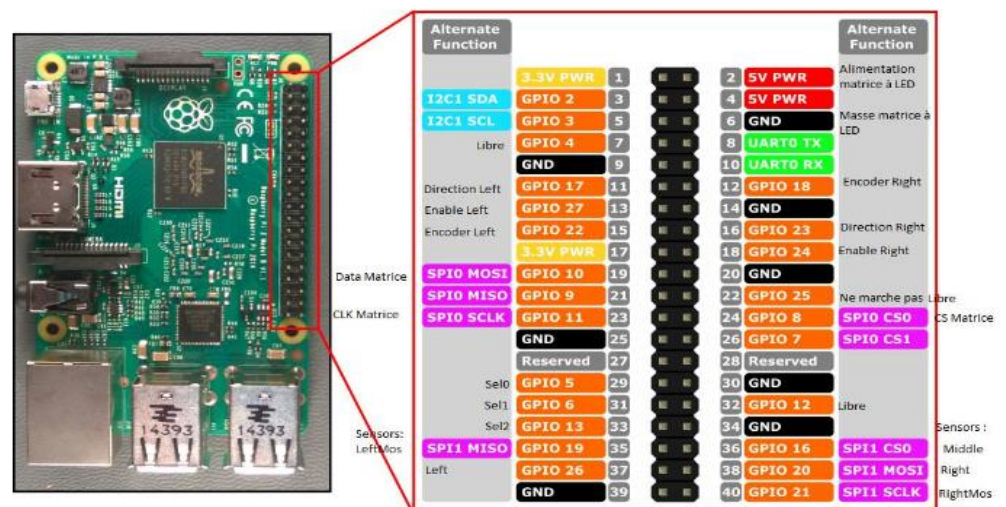 Alternate Function
Alternate Function
3.3V PWR 1 2 5V PWR Alimentation matrice à LED
I2C1 SDA GPIO 2 3 4 5V PWR
I2C1 SCL GPIO 3 5 6 GND Masse matrice à LED
Libre GPIO 4 7 8 UART0 TX
GND 9 10 UART0 RX
Direction Left GPIO 17 11 12 GPIO 18 Encoder Right
Enable Left GPIO 27 13 14 GND
Encoder Left GPIO 22 15 16 GPIO 23 Direction Right
3.3V PWR 17 18 GPIO 24 Enable Right
Data Matrice SPI0 MOSI GPIO 10 19 20 GND
SPI0 MISO GPIO 9 21 22 GPIO 25 Ne marche pas Libre
CLK Matrice SPI0 SCLK GPIO 11 23 24 GPIO 8 SPI0 CS0 CS Matrice
GND 25 26 GPIO 7 SPI0 CS1
Reserved 27 28 Reserved
Sel0 GPIO 5 29 30 GND
Sel1 GPIO 6 31 32 GPIO 12 Libre
Sel2 GPIO 13 33 34 GND
Sensors: LeftMos SPI1 MISO GPIO 19 35 36 GPIO 16 SPI1 CS0 Sensors : Middle
Left GPIO 26 37 38 GPIO 20 SPI1 MOSI Right
GND 39 40 GPIO 21 SPI1 SCLK RightMos
DISPLAY
HDMI
14393
14393